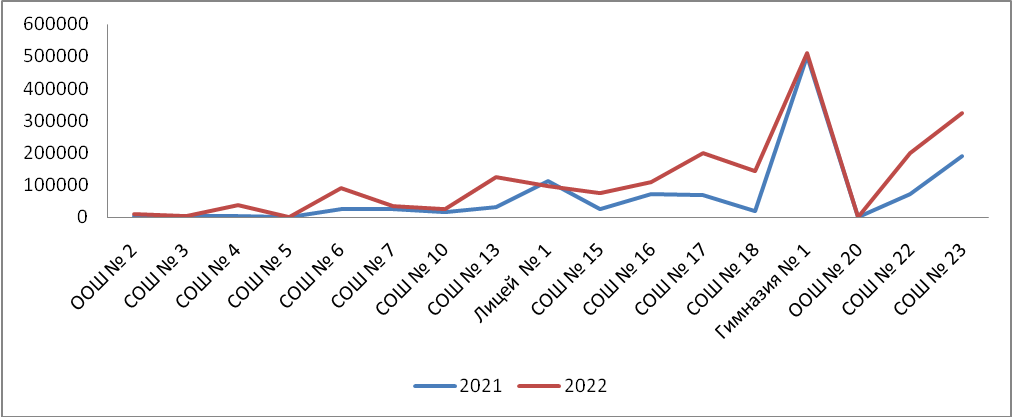 600000
500000
400000
300000
200000
100000
0
ООШ № 2
СОШ № 3
СОШ № 4
СОШ № 5
СОШ № 6
СОШ № 7
СОШ № 10
СОШ № 13
Лицей № 1
СОШ № 15
СОШ № 16
СОШ № 17
СОШ № 18
Гимназия № 1
ООШ № 20
СОШ № 22
СОШ № 23
2021
2022